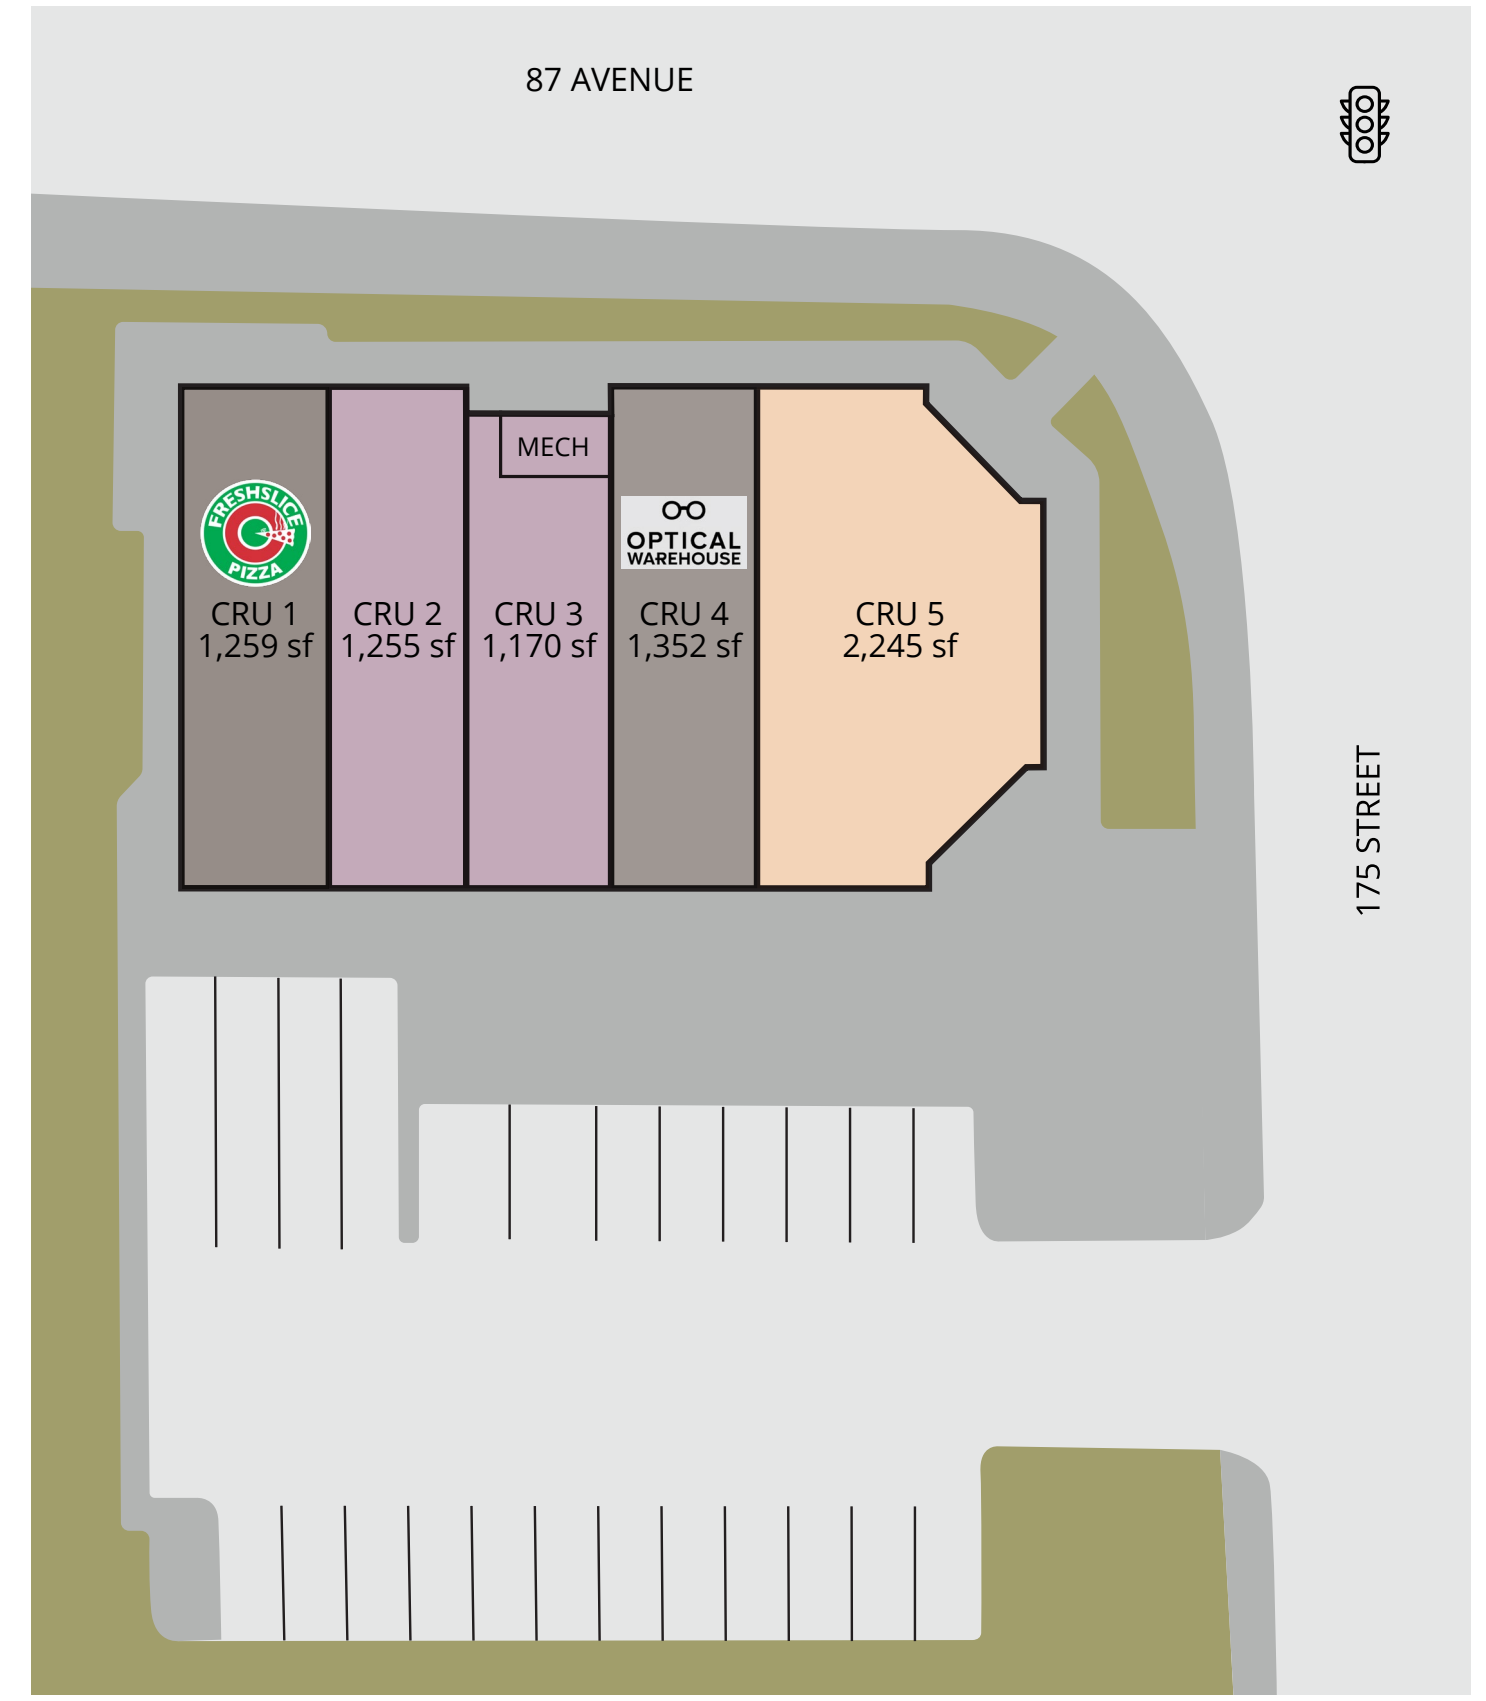 87 AVENUE
MECH
FRESHSLICE
PIZZA
CRU 1
1,259 sf
CRU 2
1,255 sf
CRU 3
1,170 sf
OPTICAL
WAREHOUSE
CRU 4
1,352 sf
CRU 5
2,245 sf
175 STREET